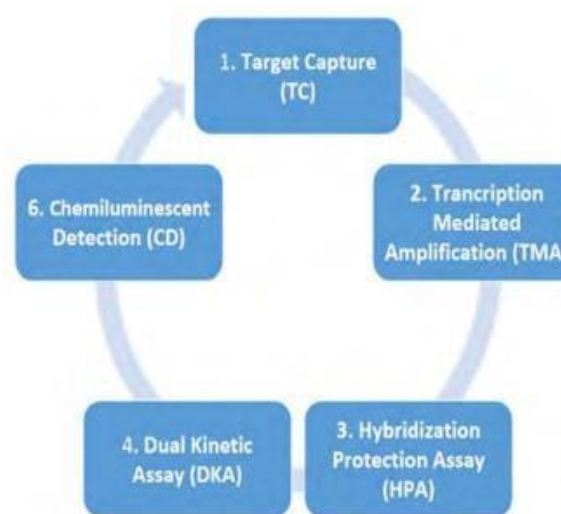 1. Target Capture
(TC)
2. Trancription
Mediated
Amplification (TMA
3. Hybridization
Protection Assay
(HPA)
4. Dual Kinetic
Assay (DKA)
6. Chemiluminescent
Detection (CD)